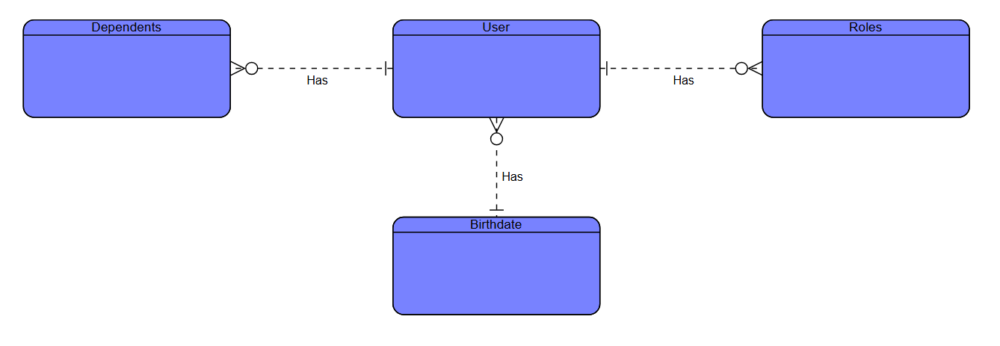 Dependents
User
Roles
Has
Has
Has
Birthdate